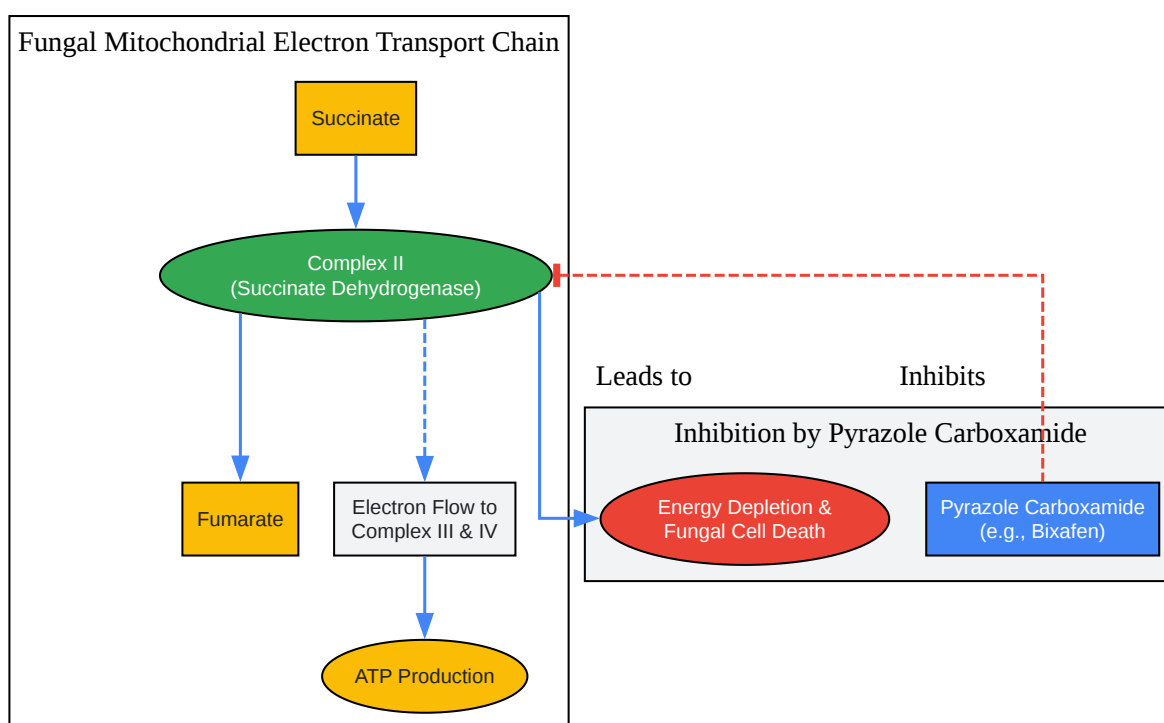 Fungal Mitochondrial Electron Transport Chain
Succinate
Complex II
(Succinate Dehydrogenase)
Leads to
Inhibits
Inhibition by Pyrazole Carboxamide
Fumarate
Electron Flow to
Complex III & IV
Energy Depletion &
Fungal Cell Death
Pyrazole Carboxamide
(e.g., Bixafen)
ATP Production